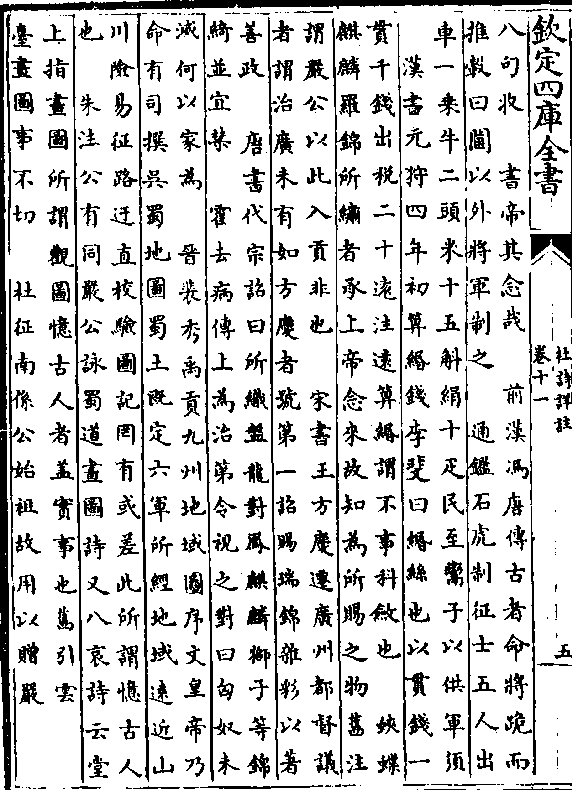 欽定四庫全書
杜詩詳註
卷十一
五
八句收　書帝其念哉　前漢馮唐傳古者命將跪而
推轂曰閫以外將軍制之　通鑑石虎制征士五人出
車一乘牛二頭米十五斛絹十疋民至鬻子以供軍須
漢書元狩四年初算緡錢李斐曰緡絲也以貫錢一
貫千錢出稅二十遠注遠算緡謂不事科斂也　蛺蝶
麒麟羅錦所繡者承上帝念來故知為所賜之物舊注
謂嚴公以此入貢非也　宋書王方慶遷廣州都督議
者謂治廣未有如方慶者號第一詔賜瑞錦雜彩以著
善政　唐書代宗詔曰所織盤龍對鳳麒麟獅子等錦
綺並宜禁　霍去病傳上為治第令視之對曰匈奴未
滅何以家為　晉裴秀禹貢九州地域圖序文皇帝乃
命有司撰吳蜀地圖蜀土既定六軍所經地域遠近山
川險易征路迂直校驗圖記罔有或差此所謂憶古人
也　朱注公有同嚴公詠蜀道畫圖詩又八哀詩云堂
上指畫圖所謂觀圖憶古人者蓋實事也舊引雲
臺畫圖事不切　杜征南係公始祖故用以贈嚴